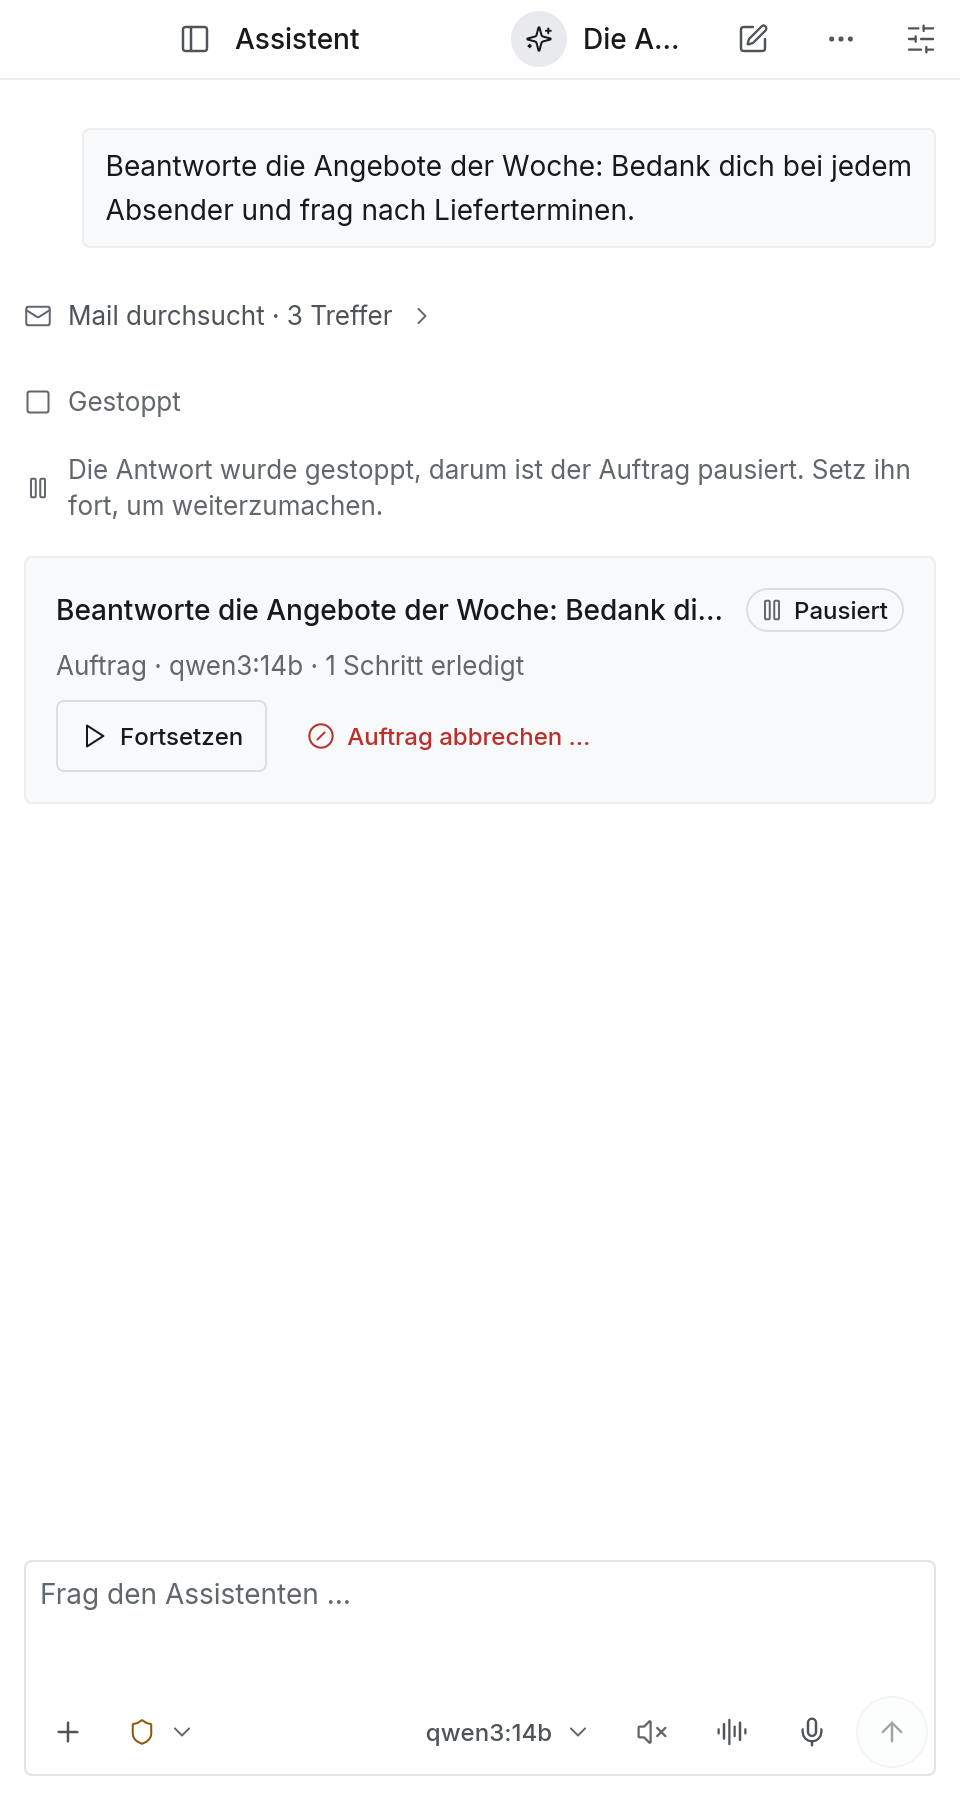 Assistent
Die A...
Beantworte die Angebote der Woche: Bedank dich bei jedem
Absender und frag nach Lieferterminen.
Mail durchsucht · 3 Treffer
Gestoppt
Die Antwort wurde gestoppt, darum ist der Auftrag pausiert. Setz ihn
fort, um weiterzumachen.
Beantworte die Angebote der Woche: Bedank di...
Pausiert
Auftrag · qwen3:14b · 1 Schritt erledigt
Fortsetzen
Auftrag abbrechen ...
Frag den Assistenten ...
qwen3:14b